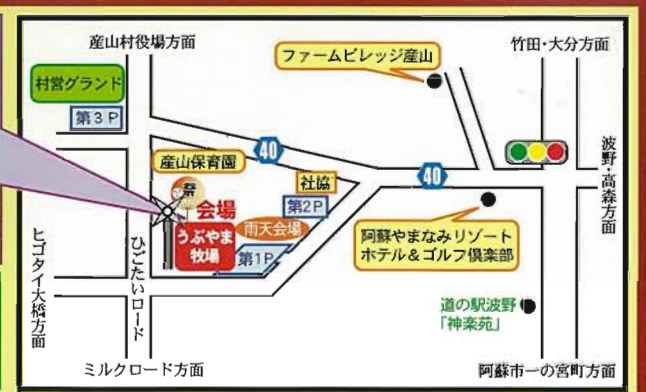 産山村役場方面
ファームビレッジ産山
竹田・大分方面
村営グランド
第3P
40
産山保育園
祭
会場
うぶやま
牧場
社協
第2P
雨天会場
第1P
40
阿蘇やまなみリゾート
ホテル&ゴルフ倶楽部
波野・高森方面
ヒゴタイ大橋方面
ひごたいロード
道の駅波野
「神楽苑」
ミルクロード方面
阿蘇市一の宮町方面